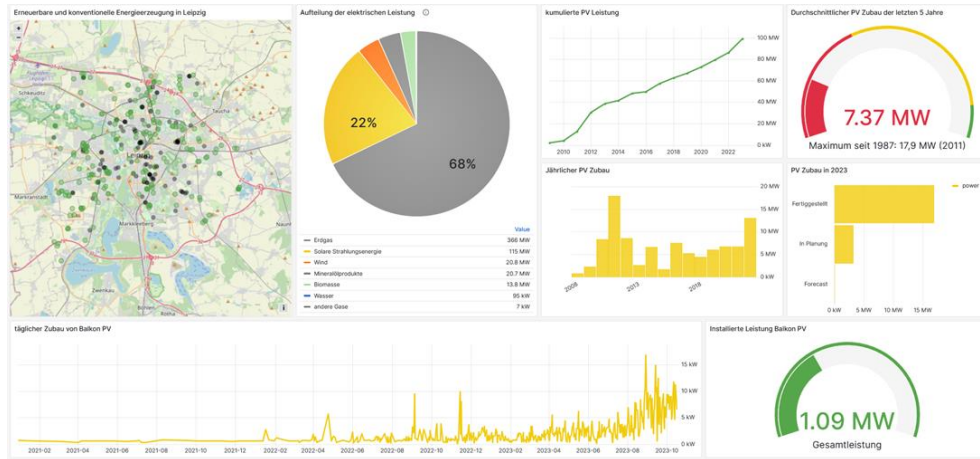 Erneuerbare und konventionelle Energieerzeugung in Leipzig
+
-
Schkeuditz
Taucha
Leipzig
Markranstädt
Markkleeberg
Zwenkau
Böhlen
Rötha
Aufteilung der elektrischen Leistung
22%
68%
Value
Erdgas 366 MW
Solare Strahlungsenergie 115 MW
Wind 20.8 MW
Mineralölprodukte 20.7 MW
Biomasse 13.8 MW
Wasser 95 kW
andere Gase 7 kW
kumulierte PV Leistung
100 MW
80 MW
60 MW
40 MW
20 MW
0 kW
2010 2012 2014 2016 2018 2020 2022
Durchschnittlicher PV Zubau der letzten 5 Jahre
7.37 MW
Maximum seit 1987: 17,9 MW (2011)
Jährlicher PV Zubau
20 MW
15 MW
10 MW
5 MW
0 kW
2008 2013 2018
PV Zubau in 2023
power
Fertiggestellt
In Planung
Forecast
0 kW 5 MW 10 MW 15 MW
täglicher Zubau von Balkon PV
15 kW
10 kW
5 kW
0 kW
2021-02 2021-04 2021-06 2021-08 2021-10 2021-12 2022-02 2022-04 2022-06 2022-08 2022-10 2022-12 2023-02 2023-04 2023-06 2023-08 2023-10
Installierte Leistung Balkon PV
1.09 MW
Gesamtleistung